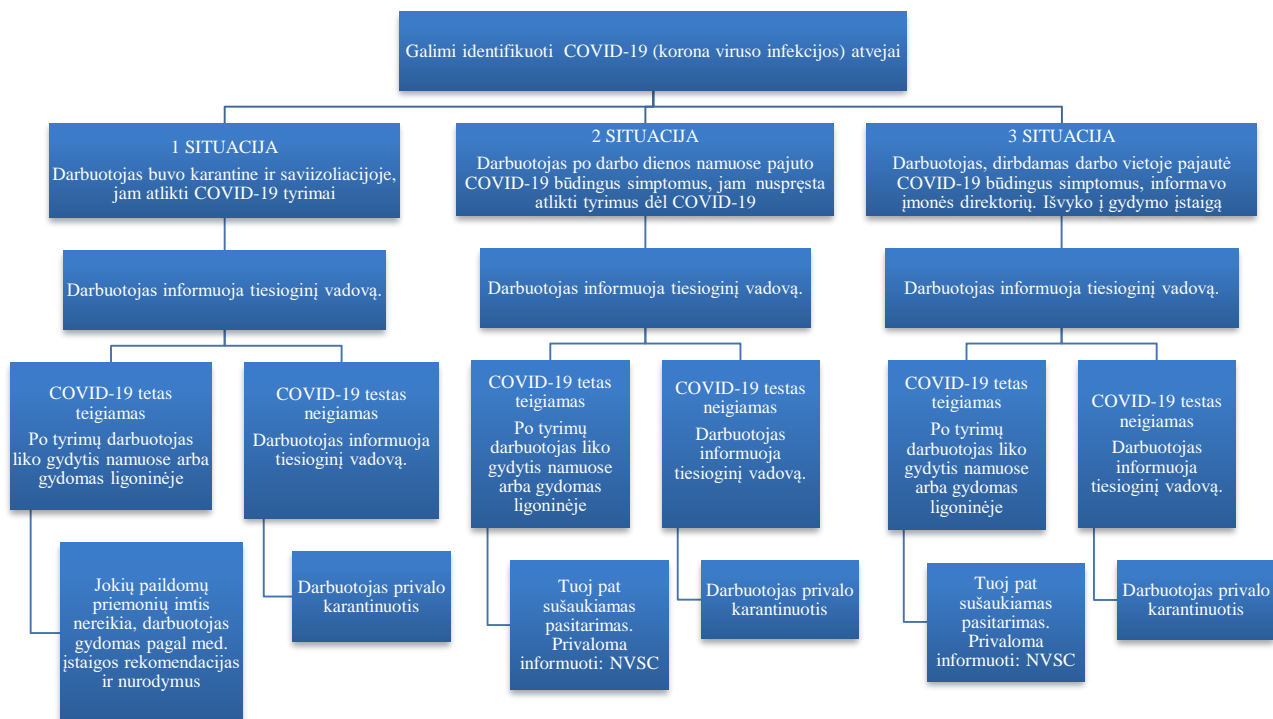 Galimi identifikuoti COVID-19 (korona viruso infekcijos) atvejai
1 SITUACIJA
Darbuotojas buvo karantine ir saviizoliacijoje,
jam atlikti COVID-19 tyrimai
2 SITUACIJA
Darbuotojas po darbo dienos namuose pajuto
COVID-19 būdingus simptomus, jam nuspręsta
atlikti tyrimus dėl COVID-19
3 SITUACIJA
Darbuotojas, dirbdamas darbo vietoje pajautė
COVID-19 būdingus simptomus, informavo
įmonės direktorių. Išvyko į gydymo įstaigą
Darbuotojas informuoja tiesioginį vadovą.
Darbuotojas informuoja tiesioginį vadovą.
Darbuotojas informuoja tiesioginį vadovą.
COVID-19 tetas
teigiamas
Po tyrimų darbuotojas
liko gydytis namuose arba
gydomas ligoninėje
COVID-19 testas
neigiamas
Darbuotojas informuoja
tiesioginį vadovą.
COVID-19 tetas
teigiamas
Po tyrimų
darbuotojas liko
gydytis namuose
arba gydomas
ligoninėje
COVID-19 testas
neigiamas
Darbuotojas
informuoja
tiesioginį vadovą.
COVID-19 tetas
teigiamas
Po tyrimų
darbuotojas liko
gydytis namuose
arba gydomas
ligoninėje
COVID-19 testas
neigiamas
Darbuotojas
informuoja
tiesioginį vadovą.
Jokių paildomų
priemonių imtis
nereikia, darbuotojas
gydomas pagal med.
įstaigos rekomendacijas
ir nurodymus
Darbuotojas privalo
karantinuotis
Tuoj pat
sušaukiamas
pasitarimas.
Privaloma
informuoti: NVSC
Darbuotojas privalo
karantinuotis
Tuoj pat
sušaukiamas
pasitarimas.
Privaloma
informuoti: NVSC
Darbuotojas privalo
karantinuotis